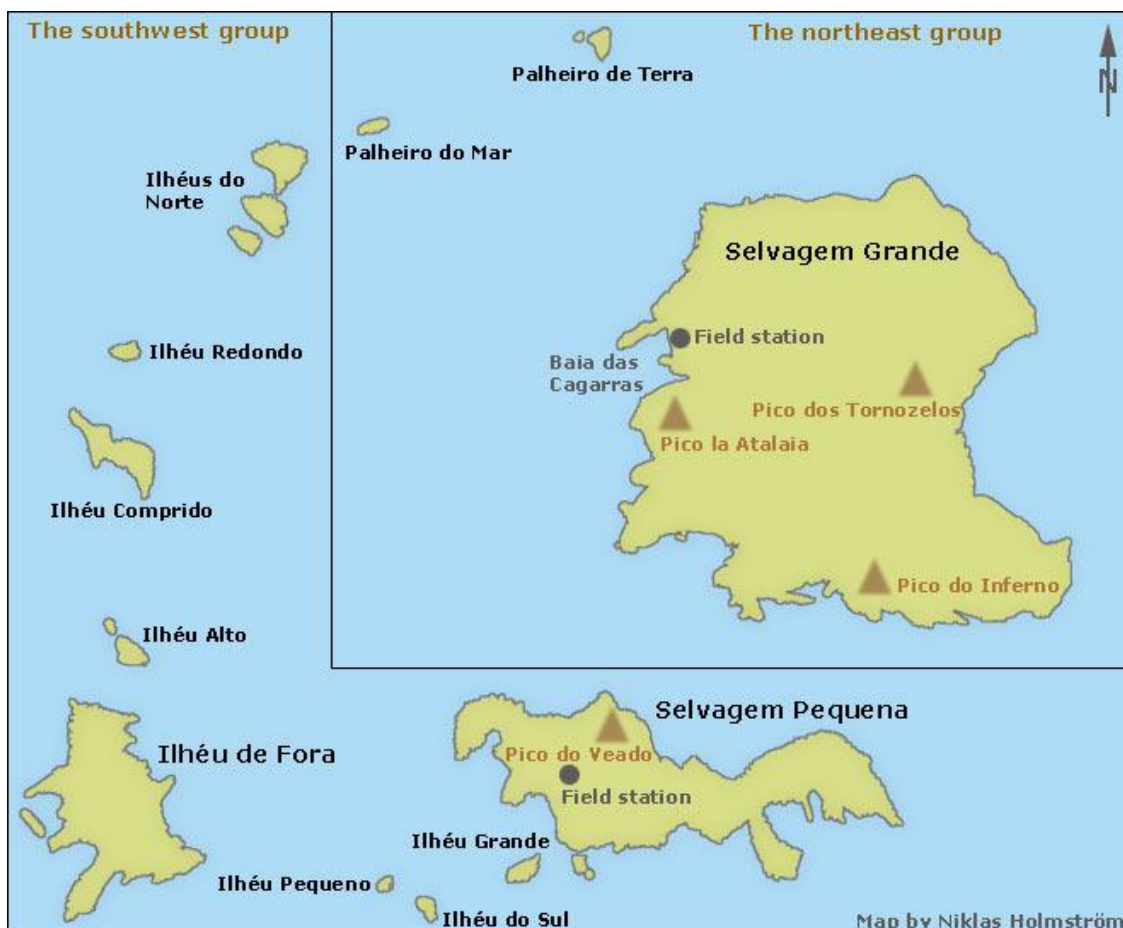 The southwest group
The northeast group
N
Palheiro de Terra
Palheiro do Mar
Ilhéus do
Norte
Selvagem Grande
Field station
Ilhéu Redondo
Baia das
Cagarras
Pico dos Tornozelos
Pico la Atalaia
Ilhéu Comprido
Pico do Inferno
Ilhéu Alto
Selvagem Pequena
Ilhéu de Fora
Pico do Veado
Field station
Ilhéu Grande
Ilhéu Pequeno
Ilhéu do Sul
Map by Niklas Holmström